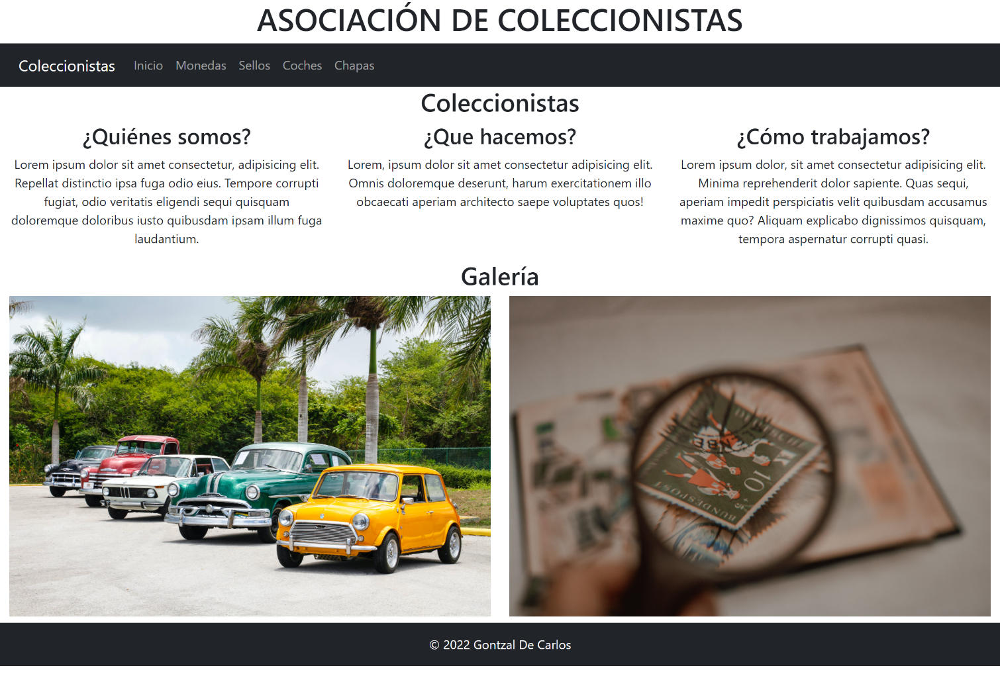 ASOCIACIÓN DE COLECCIONISTAS
Coleccionistas Inicio Monedas Sellos Coches Chapas
Coleccionistas
¿Quiénes somos?
Lorem ipsum dolor sit amet consectetur, adipisicing elit.
Repellat distinctio ipsa fuga odio eius. Tempore corrupti
fugiat, odio veritatis eligendi sequi quisquam
doloremque doloribus iusto quibusdam ipsam illum fuga
laudantium.
¿Que hacemos?
Lorem, ipsum dolor sit amet consectetur adipisicing elit.
Omnis doloremque deserunt, harum exercitationem illo
obcaecati aperiam architecto saepe voluptates quos!
¿Cómo trabajamos?
Lorem ipsum dolor, sit amet consectetur adipisicing elit.
Minima reprehenderit dolor sapiente. Quas sequi,
aperiam impedit perspiciatis velit quibusdam accusamus
maxime quo? Aliquam explicabo dignissimos quisquam,
tempora aspernatur corrupti quasi.
Galería
DEUTSCHE
10
BUNDESPOST
© 2022 Gontzal De Carlos